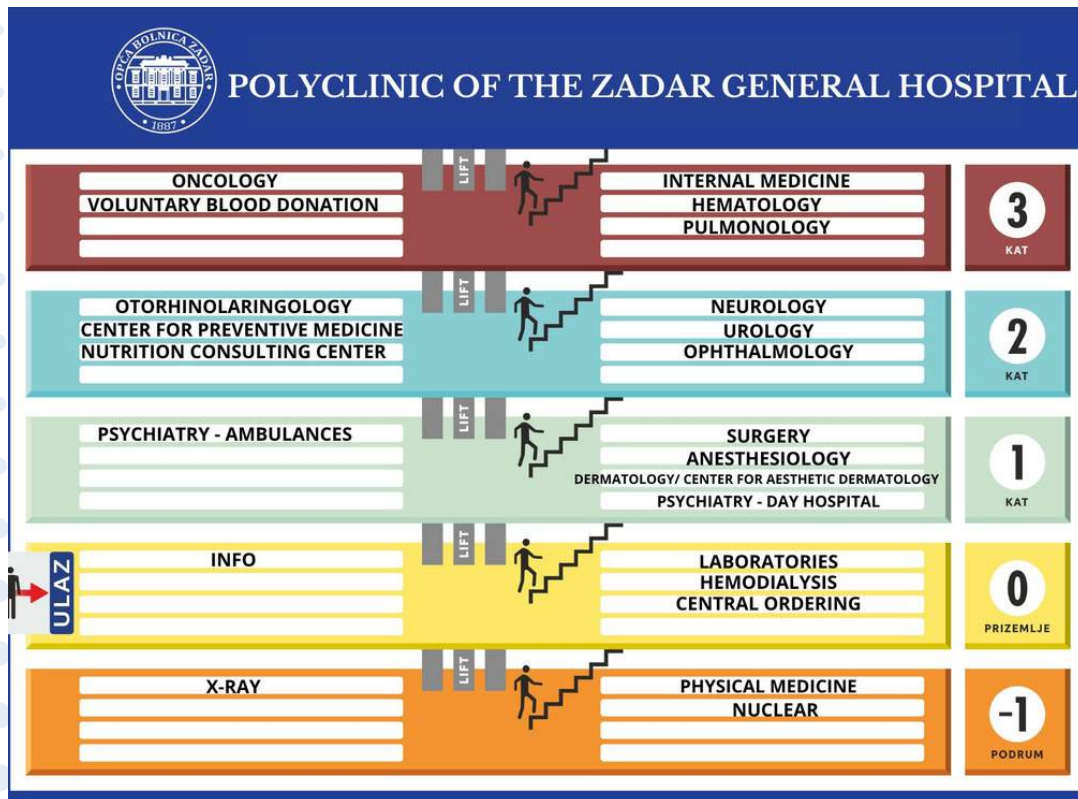 OPĆA BOLNICA ZADAR
• 1887 •
POLYCLINIC OF THE ZADAR GENERAL HOSPITAL
LIFT
ONCOLOGY
VOLUNTARY BLOOD DONATION
INTERNAL MEDICINE
HEMATOLOGY
PULMONOLOGY
3
KAT
LIFT
OTORHINOLARINGOLOGY
CENTER FOR PREVENTIVE MEDICINE
NUTRITION CONSULTING CENTER
NEUROLOGY
UROLOGY
OPHTHALMOLOGY
2
KAT
LIFT
PSYCHIATRY - AMBULANCES
SURGERY
ANESTHESIOLOGY
DERMATOLOGY/ CENTER FOR AESTHETIC DERMATOLOGY
PSYCHIATRY - DAY HOSPITAL
1
KAT
LIFT
ULAZ
INFO
LABORATORIES
HEMODIALYSIS
CENTRAL ORDERING
0
PRIZEMLJE
LIFT
X-RAY
PHYSICAL MEDICINE
NUCLEAR
-1
PODRUM